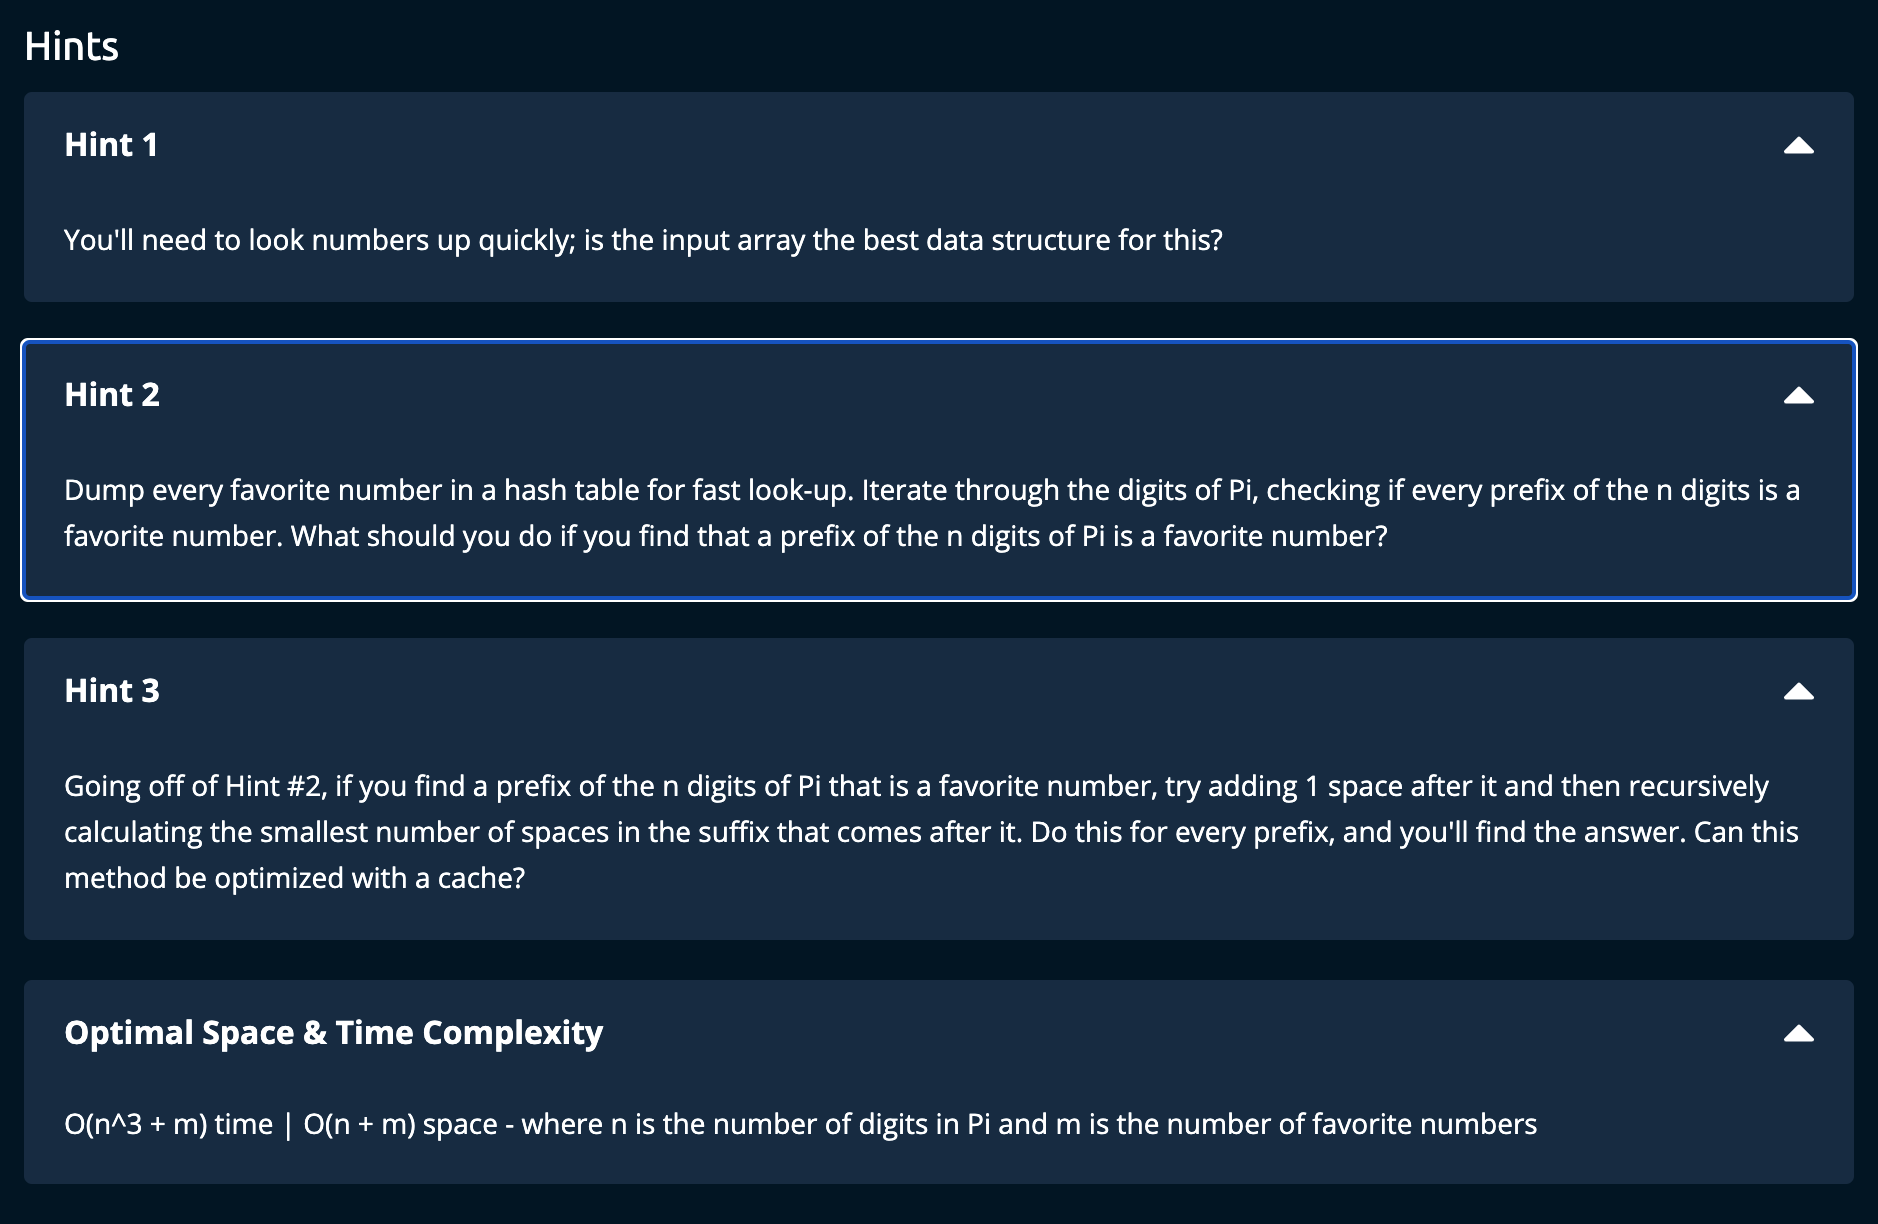 Hints
Hint 1
You'll need to look numbers up quickly; is the input array the best data structure for this?
Hint 2
Dump every favorite number in a hash table for fast look-up. Iterate through the digits of Pi, checking if every prefix of the n digits is a
favorite number. What should you do if you find that a prefix of the n digits of Pi is a favorite number?
Hint 3
Going off of Hint #2, if you find a prefix of the n digits of Pi that is a favorite number, try adding 1 space after it and then recursively
calculating the smallest number of spaces in the suffix that comes after it. Do this for every prefix, and you'll find the answer. Can this
method be optimized with a cache?
Optimal Space & Time Complexity
O(n^3 + m) time | O(n + m) space - where n is the number of digits in Pi and m is the number of favorite numbers